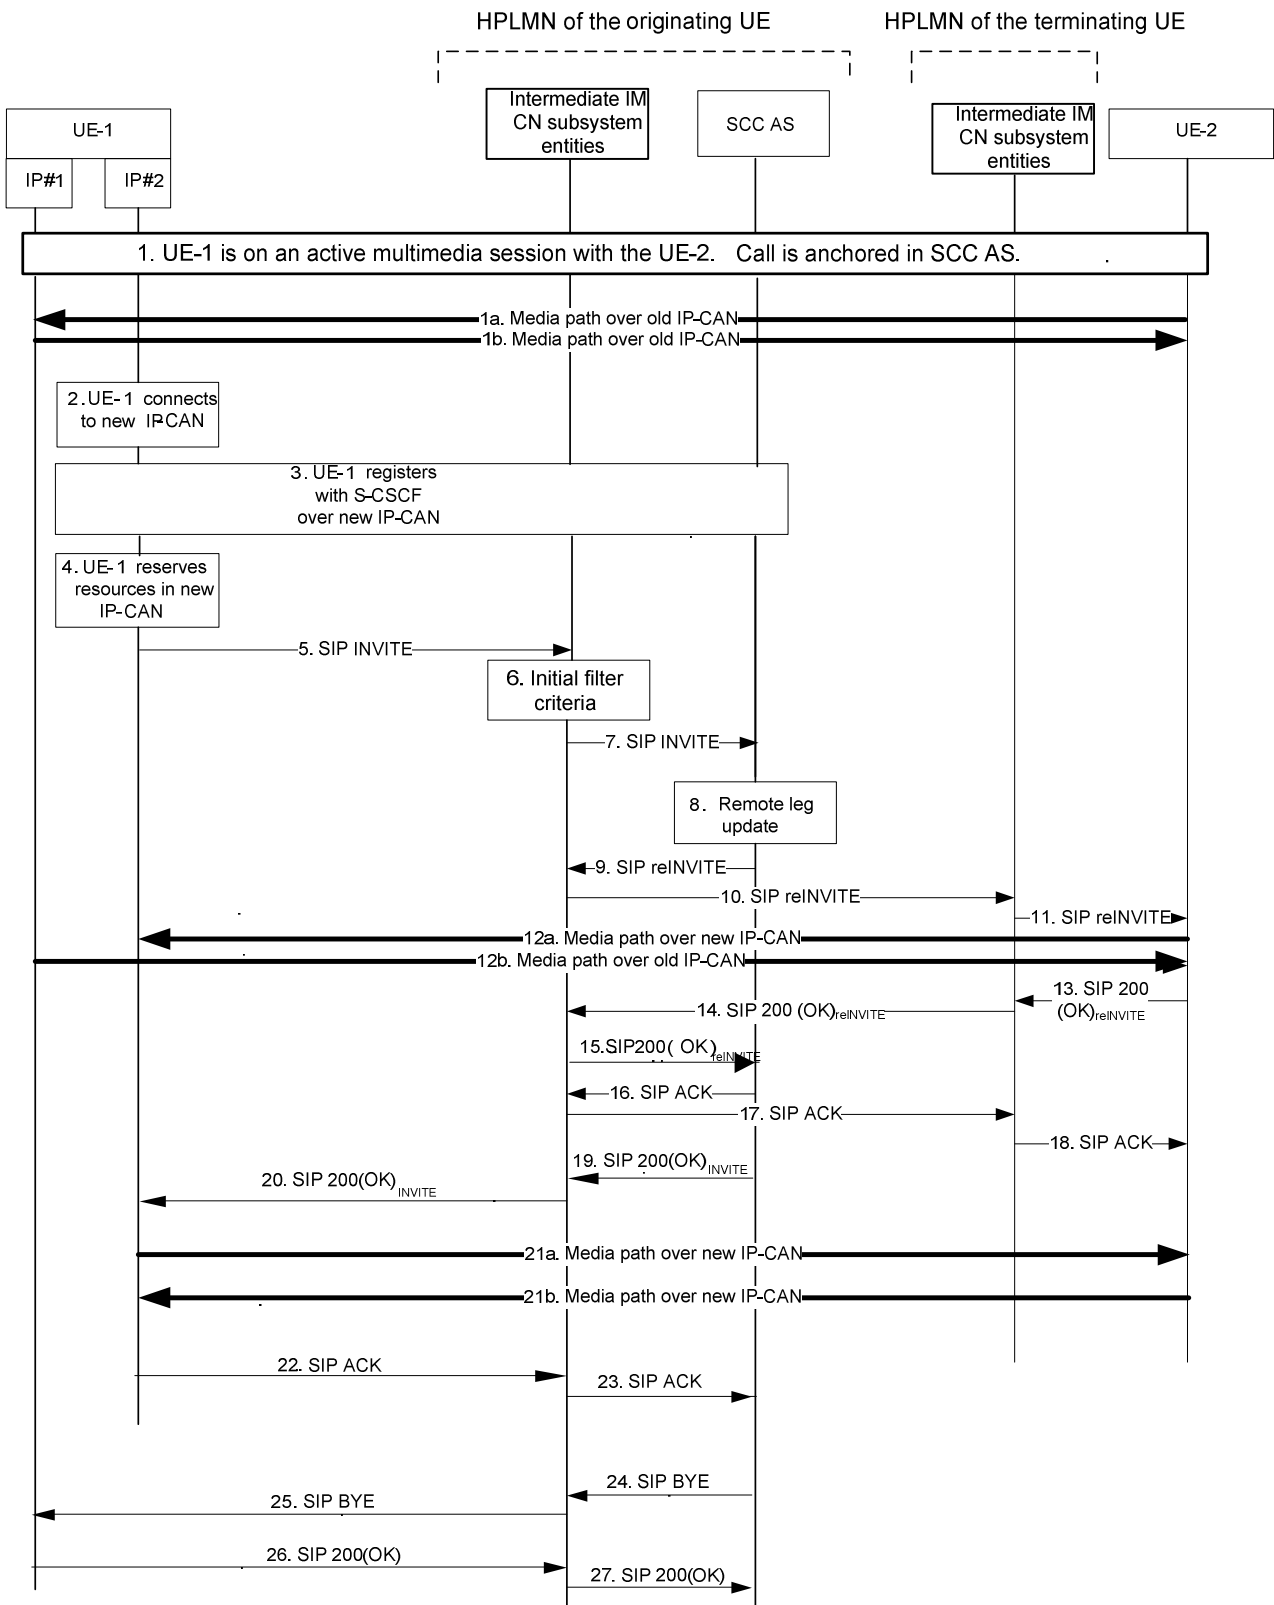 HPLMN of the originating UE
HPLMN of the terminating UE
Intermediate IM
CN subsystem
entities
SCC AS
Intermediate IM
CN subsystem
entities
UE-2
UE-1
IP#1
IP#2
1. UE-1 is on an active multimedia session with the UE-2. Call is anchored in SCC AS.
1a. Media path over old IP-CAN
1b. Media path over old IP-CAN
2. UE-1 connects
to new IP-CAN
3. UE-1 registers
with S-CSCF
over new IP-CAN
4. UE-1 reserves
resources in new
IP-CAN
5. SIP INVITE
6. Initial filter
criteria
7. SIP INVITE
8. Remote leg
update
9. SIP reINVITE
10. SIP reINVITE
11. SIP reINVITE
12a. Media path over new IP-CAN
12b. Media path over old IP-CAN
13. SIP 200
(OK)reINVITE
14. SIP 200 (OK)reINVITE
15.SIP200( OK)reINVITE
16. SIP ACK
17. SIP ACK
18. SIP ACK
19. SIP 200(OK)INVITE
20. SIP 200(OK)INVITE
21a. Media path over new IP-CAN
21b. Media path over new IP-CAN
22. SIP ACK
23. SIP ACK
24. SIP BYE
25. SIP BYE
26. SIP 200(OK)
27. SIP 200(OK)